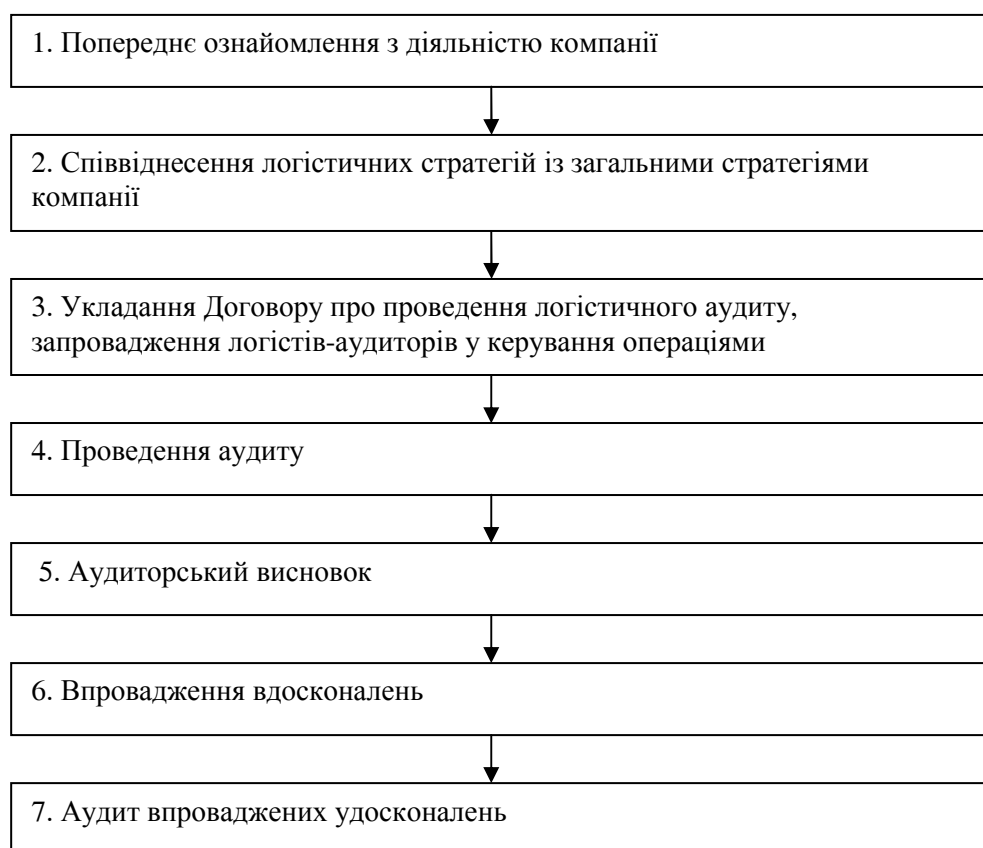 1. Попереднє ознайомлення з діяльністю компанії
2. Співвіднесення логістичних стратегій із загальними стратегіями
компанії
3. Укладання Договору про проведення логістичного аудиту,
запровадження логістів-аудиторів у керування операціями
4. Проведення аудиту
5. Аудиторський висновок
6. Впровадження вдосконалень
7. Аудит впроваджених удосконалень